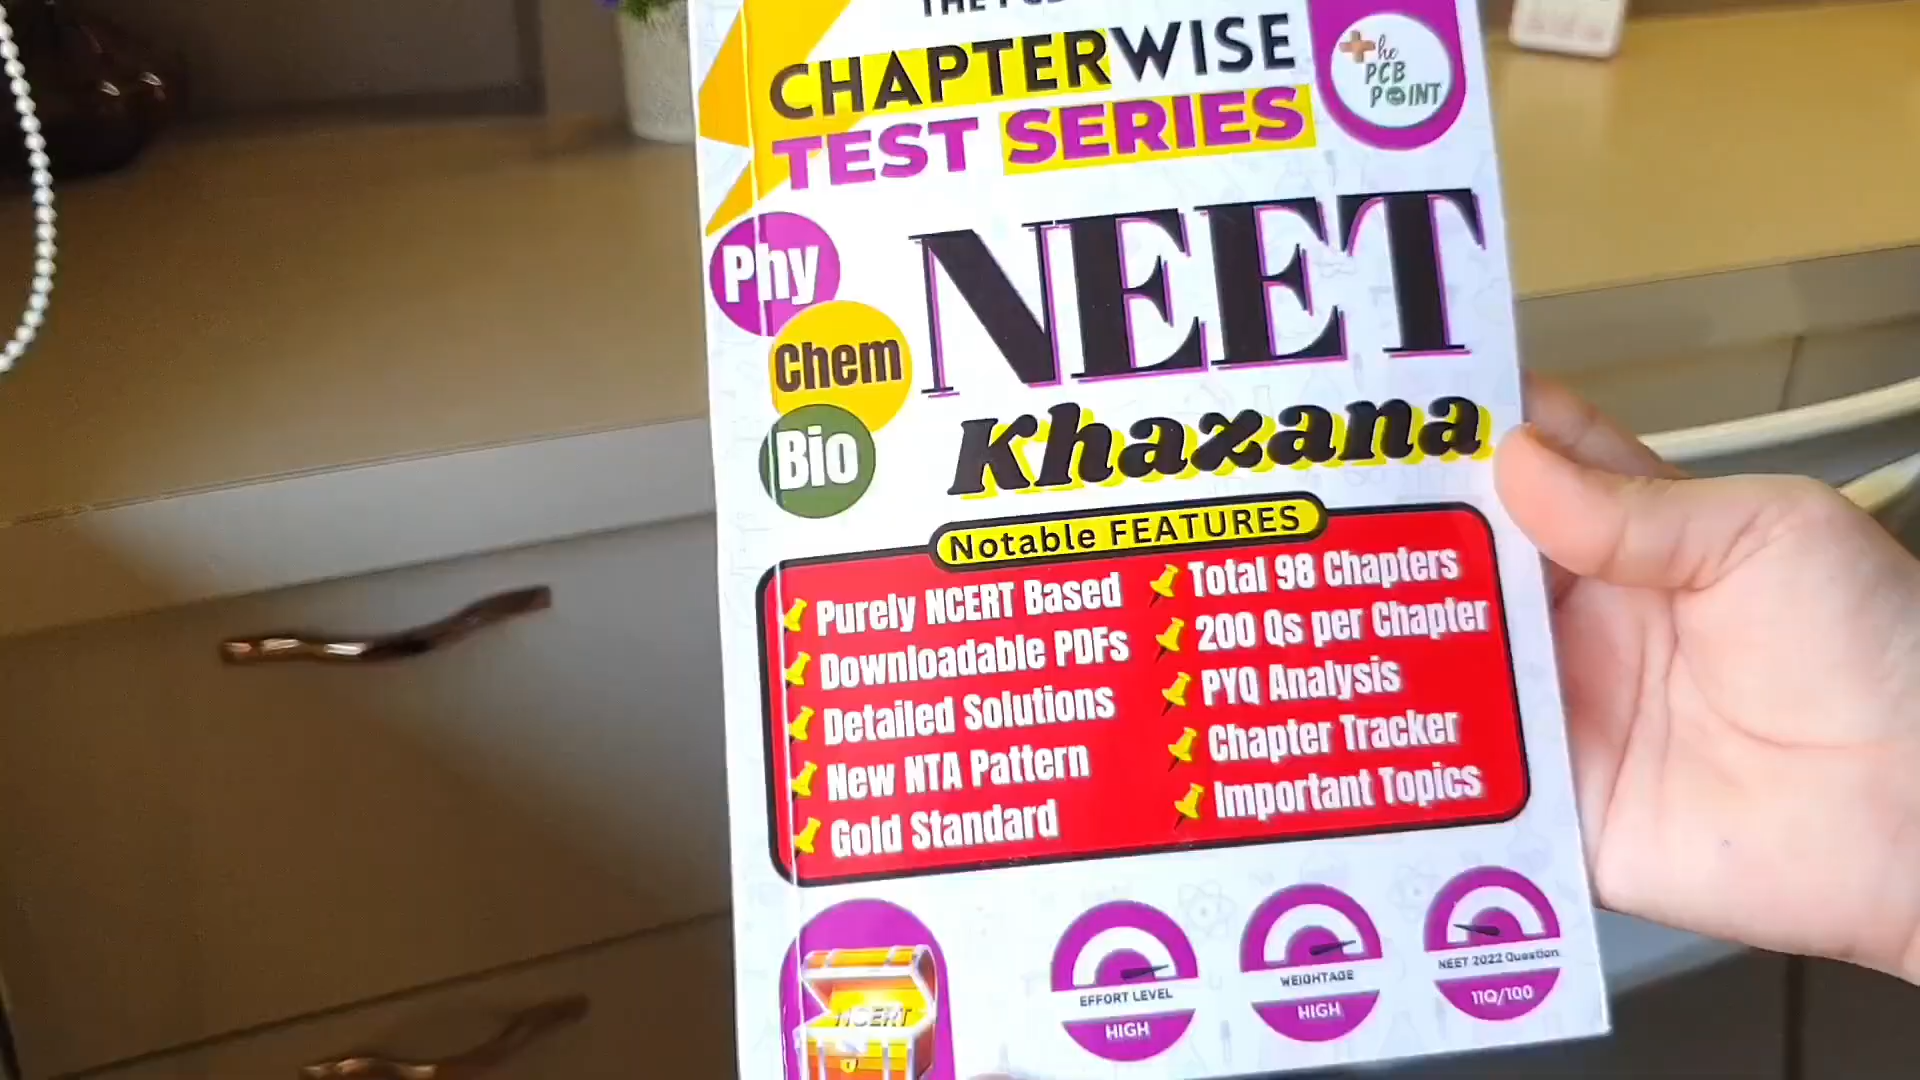 THE PCB
CHAPTERWISE
TEST SERIES
The
PCB
POINT
Phy
Chem
Bio
NEET
Khazana
Notable FEATURES
Purely NCERT Based
Downloadable PDFs
Detailed Solutions
New NTA Pattern
Gold Standard
Total 98 Chapters
200 Qs per Chapter
PYQ Analysis
Chapter Tracker
Important Topics
NCERT
EFFORT LEVEL
HIGH
WEIGHTAGE
HIGH
NEET 2022 Question
11Q/100